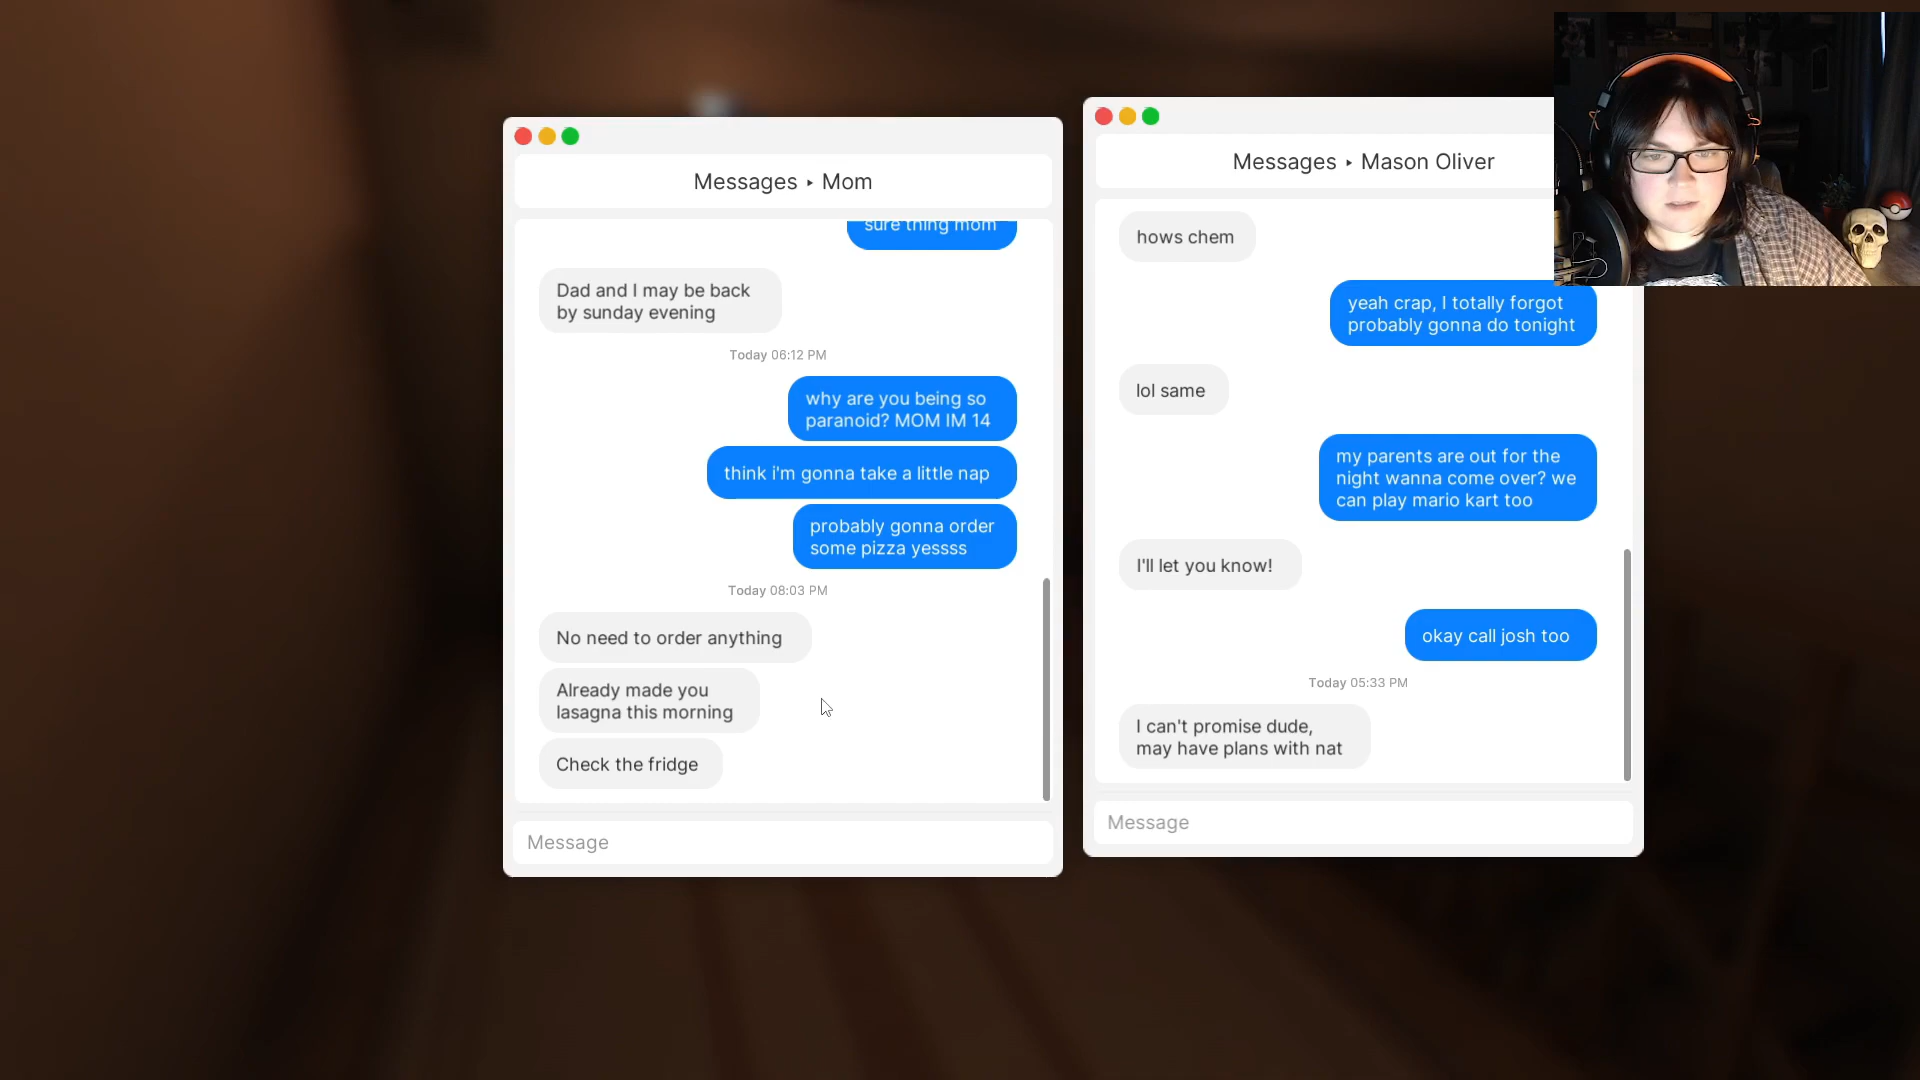 Messages ‣ Mom
sure thing mom
Dad and I may be back
by sunday evening
Today 06:12 PM
why are you being so
paranoid? MOM IM 14
think i'm gonna take a little nap
probably gonna order
some pizza yessss
Today 08:03 PM
No need to order anything
Already made you
lasagna this morning
Check the fridge
Message
Messages ‣ Mason Oliver
hows chem
yeah crap, I totally forgot
probably gonna do tonight
lol same
my parents are out for the
night wanna come over? we
can play mario kart too
I'll let you know!
okay call josh too
Today 05:33 PM
I can't promise dude,
may have plans with nat
Message